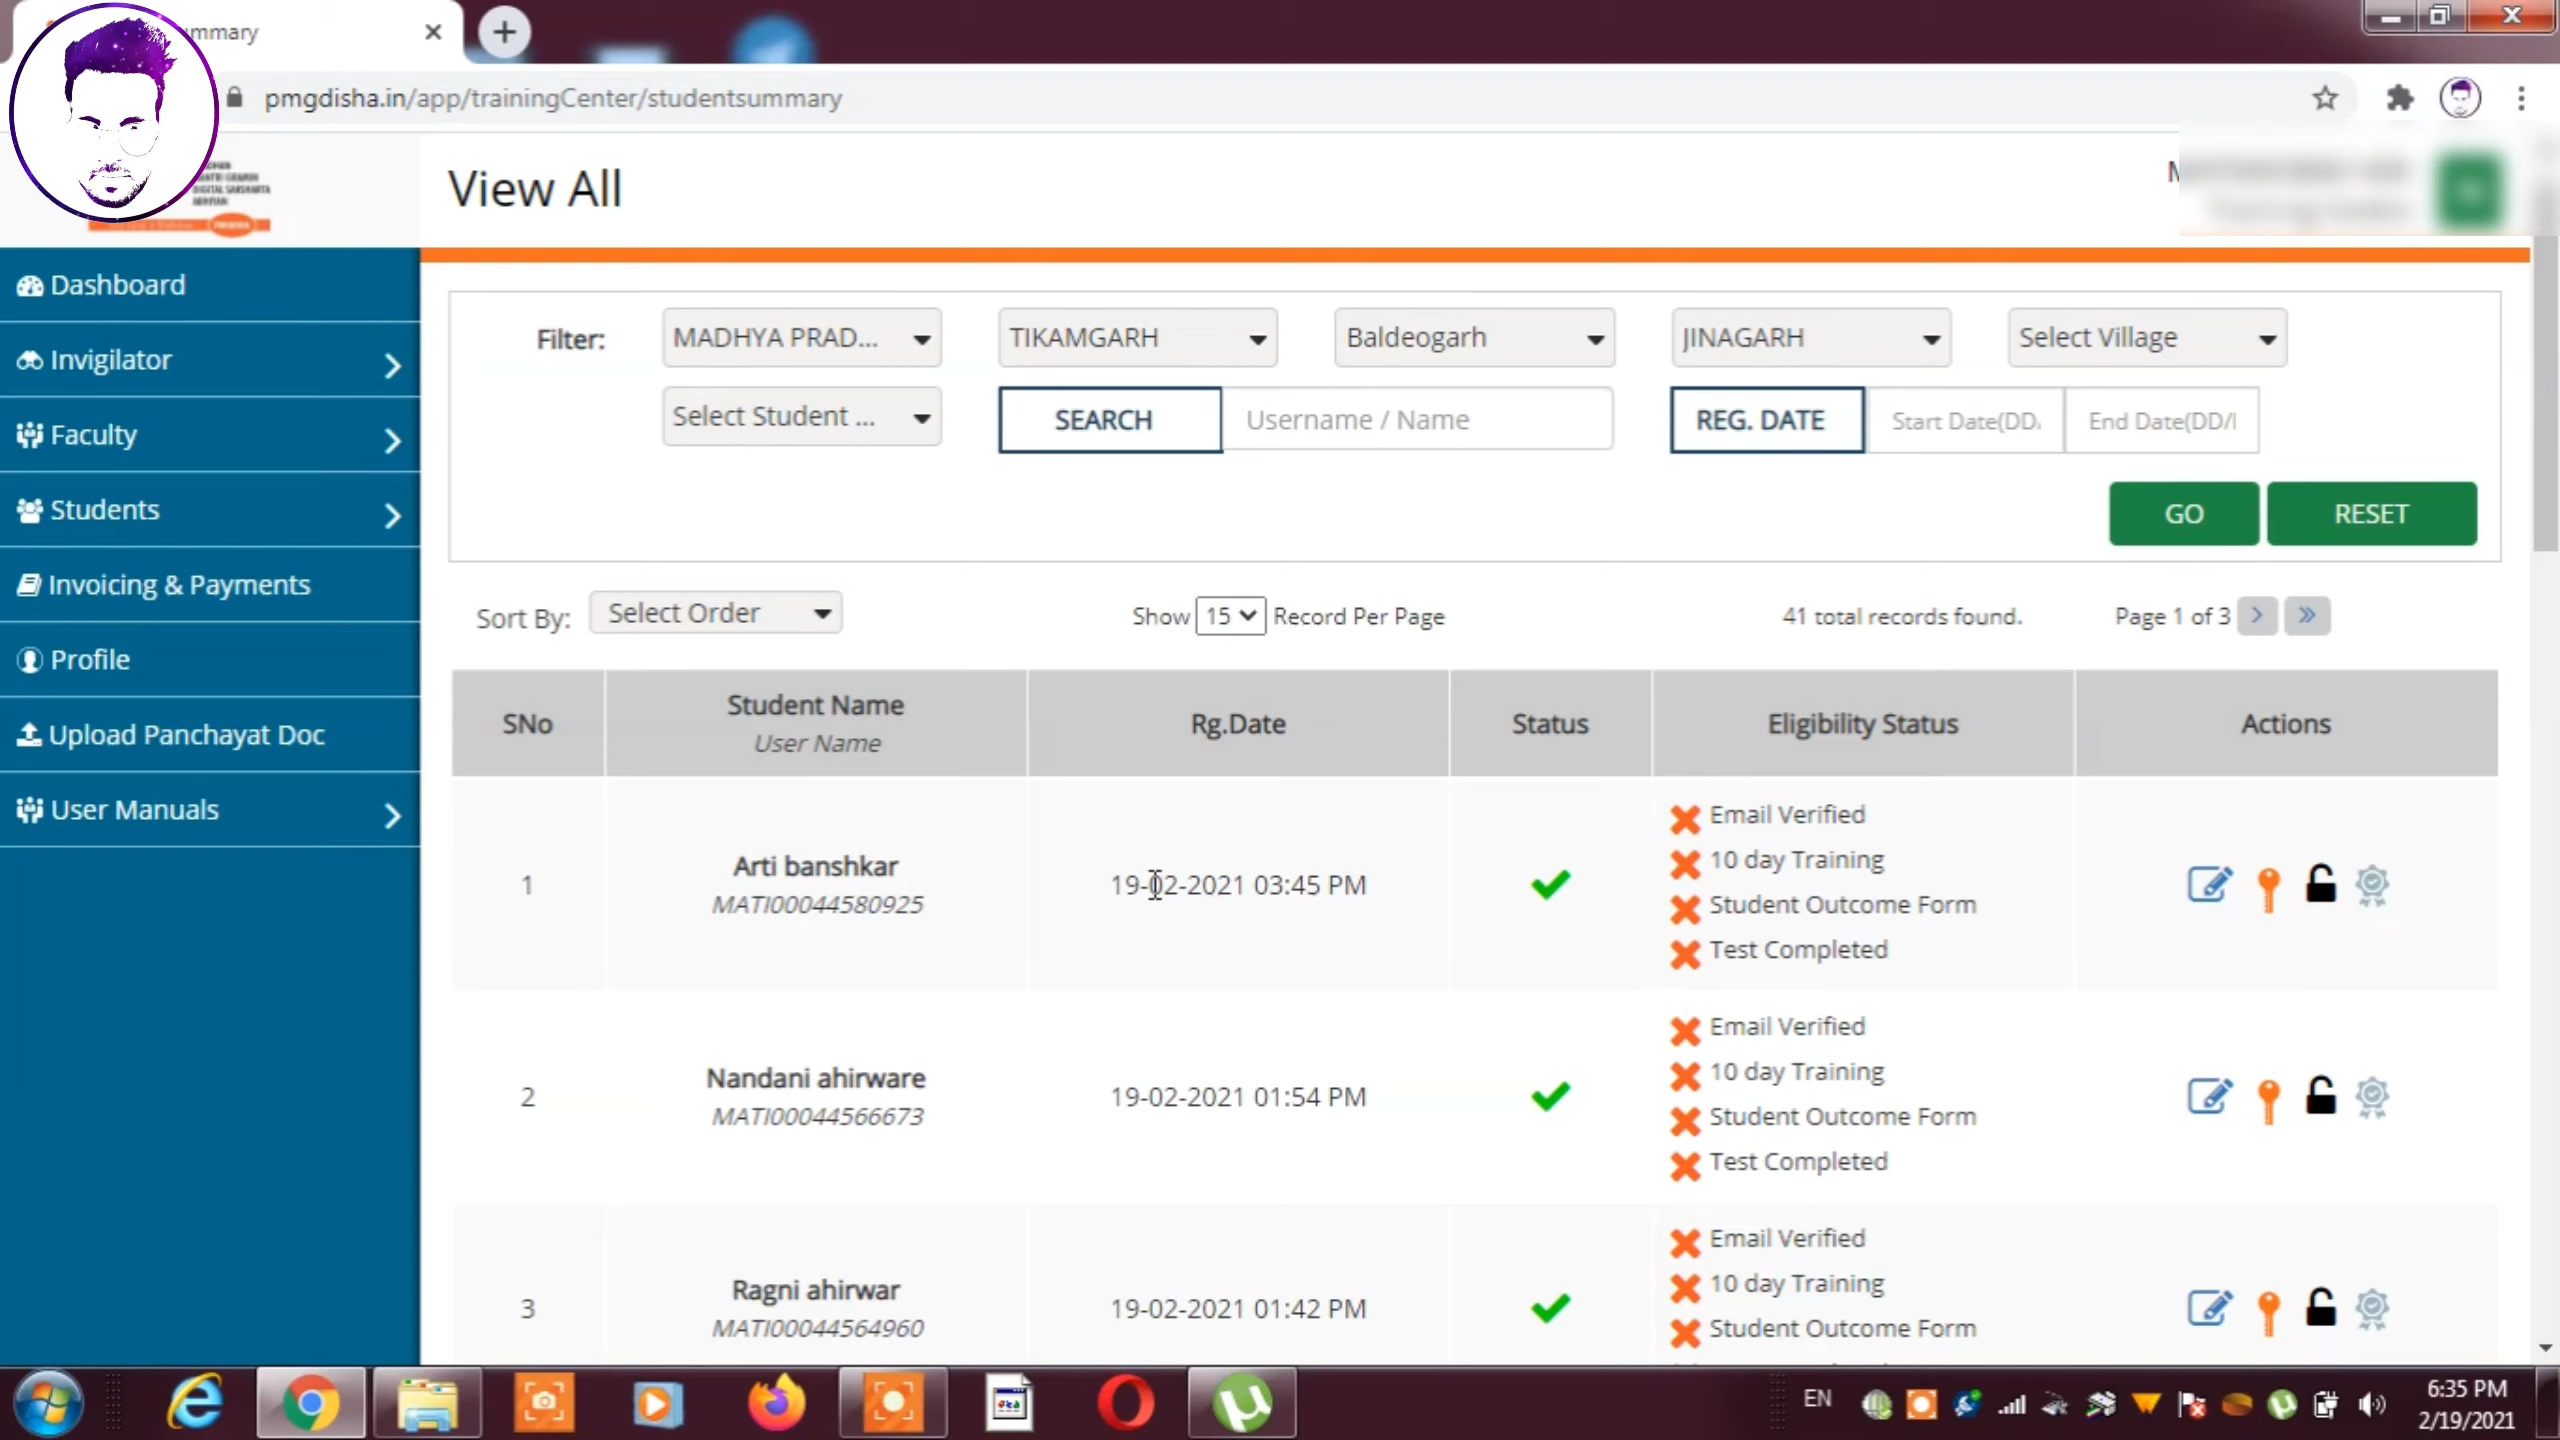 mmary
pmgdisha.in/app/trainingCenter/studentsummary
DIGITAL SAKSHARTA
ABHIYAN
View All
Dashboard
Invigilator
Faculty
Students
Invoicing & Payments
Profile
Upload Panchayat Doc
User Manuals
Filter: MADHYA PRAD... TIKAMGARH Baldeogarh JINAGARH Select Village
Select Student ... SEARCH Username / Name REG. DATE Start Date(DD. End Date(DD/I
GO RESET
Sort By: Select Order Show 15 Record Per Page 41 total records found. Page 1 of 3 > »
SNo Student Name Rg.Date Status Eligibility Status Actions
User Name
Email Verified
10 day Training
1 Arti banshkar 19-02-2021 03:45 PM
MATI00044580925 Student Outcome Form
Test Completed
Email Verified
10 day Training
2 Nandani ahirware 19-02-2021 01:54 PM
MATI00044566673 Student Outcome Form
Test Completed
Email Verified
10 day Training
3 Ragni ahirwar 19-02-2021 01:42 PM
MATI00044564960 Student Outcome Form
EN 6:35 PM
2/19/2021